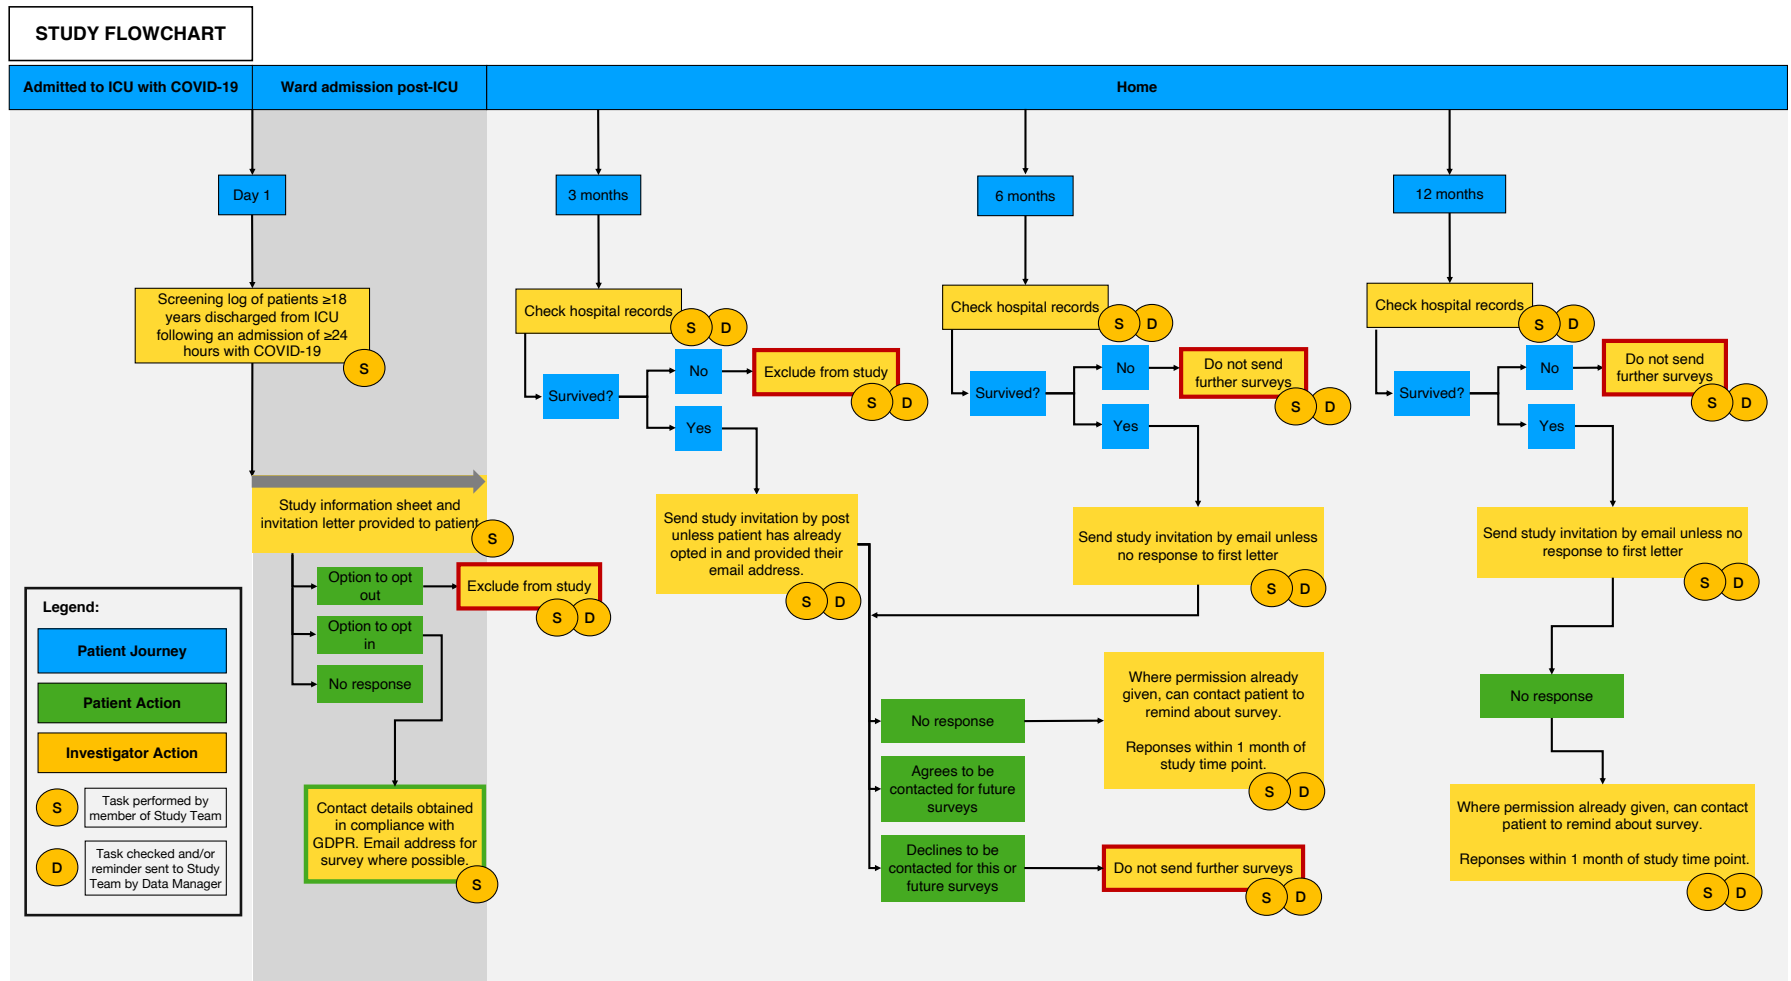 STUDY FLOWCHART
Admitted to ICU with COVID-19
Ward admission post-ICU
Home
Day 1
Screening log of patients ≥18
years discharged from ICU
following an admission of ≥24
hours with COVID-19
S
Study information sheet and
invitation letter provided to patient
S
Option to opt
out
Exclude from study
S
D
Option to opt
in
No response
Contact details obtained
in compliance with
GDPR. Email address for
survey where possible.
S
3 months
Check hospital records
S
D
Survived?
No
Exclude from study
S
D
Yes
Send study invitation by post
unless patient has already
opted in and provided their
email address.
S
D
6 months
Check hospital records
S
D
Survived?
No
Do not send
further surveys
S
D
Yes
Send study invitation by email unless
no response to first letter
S
D
No response
Where permission already
given, can contact patient to
remind about survey.
Reponses within 1 month of
study time point.
S
D
Agrees to be
contacted for future
surveys
Declines to be
contacted for this or
future surveys
Do not send further surveys
S
D
12 months
Check hospital records
S
D
Survived?
No
Do not send
further surveys
S
D
Yes
Send study invitation by email unless no
response to first letter
S
D
No response
Where permission already given, can contact
patient to remind about survey.
Reponses within 1 month of study time point.
S
D
Legend:
Patient Journey
Patient Action
Investigator Action
S
Task performed by
member of Study Team
D
Task checked and/or
reminder sent to Study
Team by Data Manager